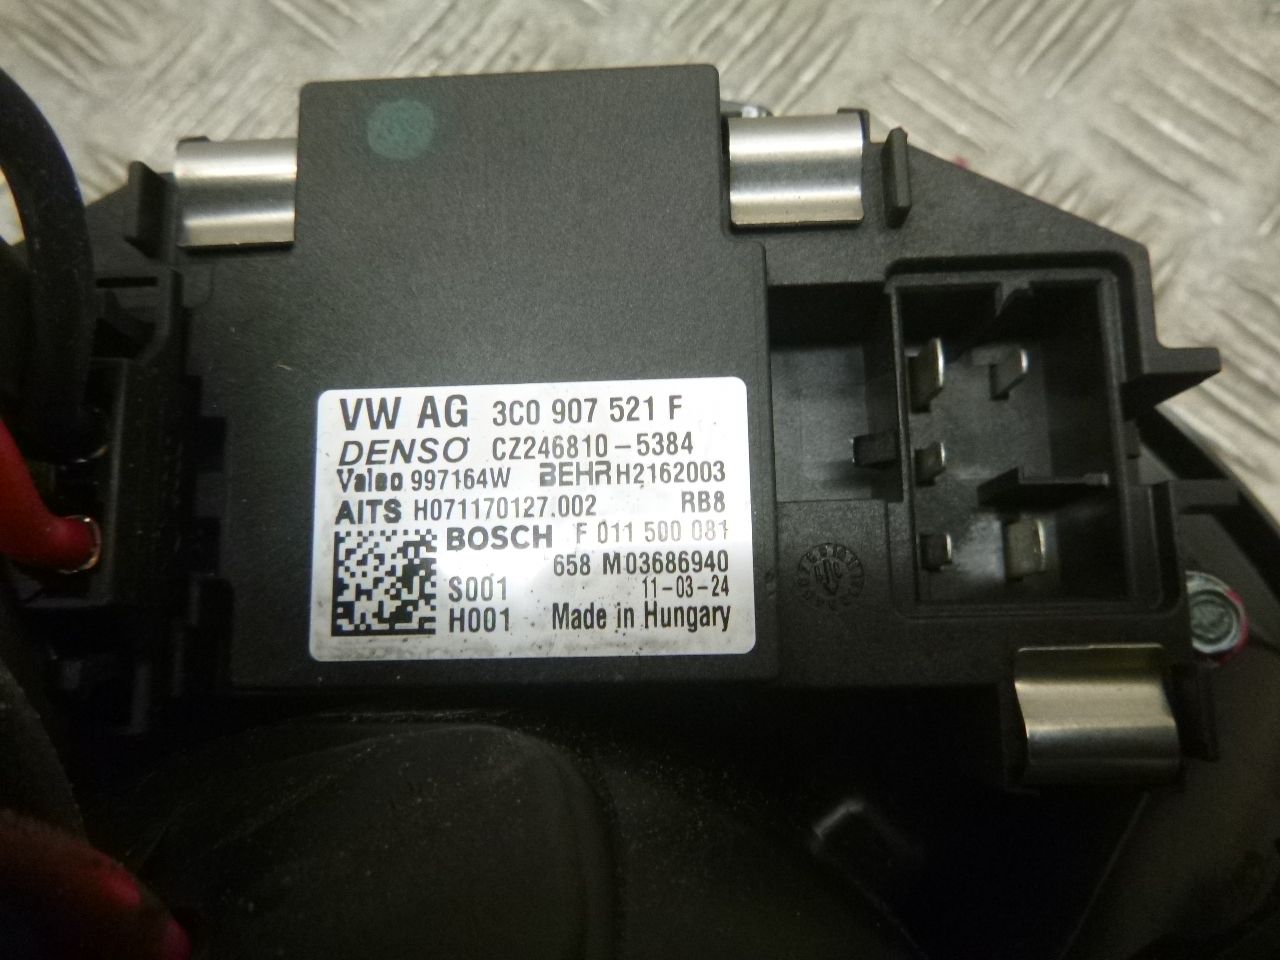 VW AG 3C0 907 521 F
DENSO CZ246810-5384
Valeo 997164W BEHR H2162003
AITS H071170127.002 RB8
BOSCH F 011 500 081
658 M03686940
S001 11-03-24
H001 Made in Hungary